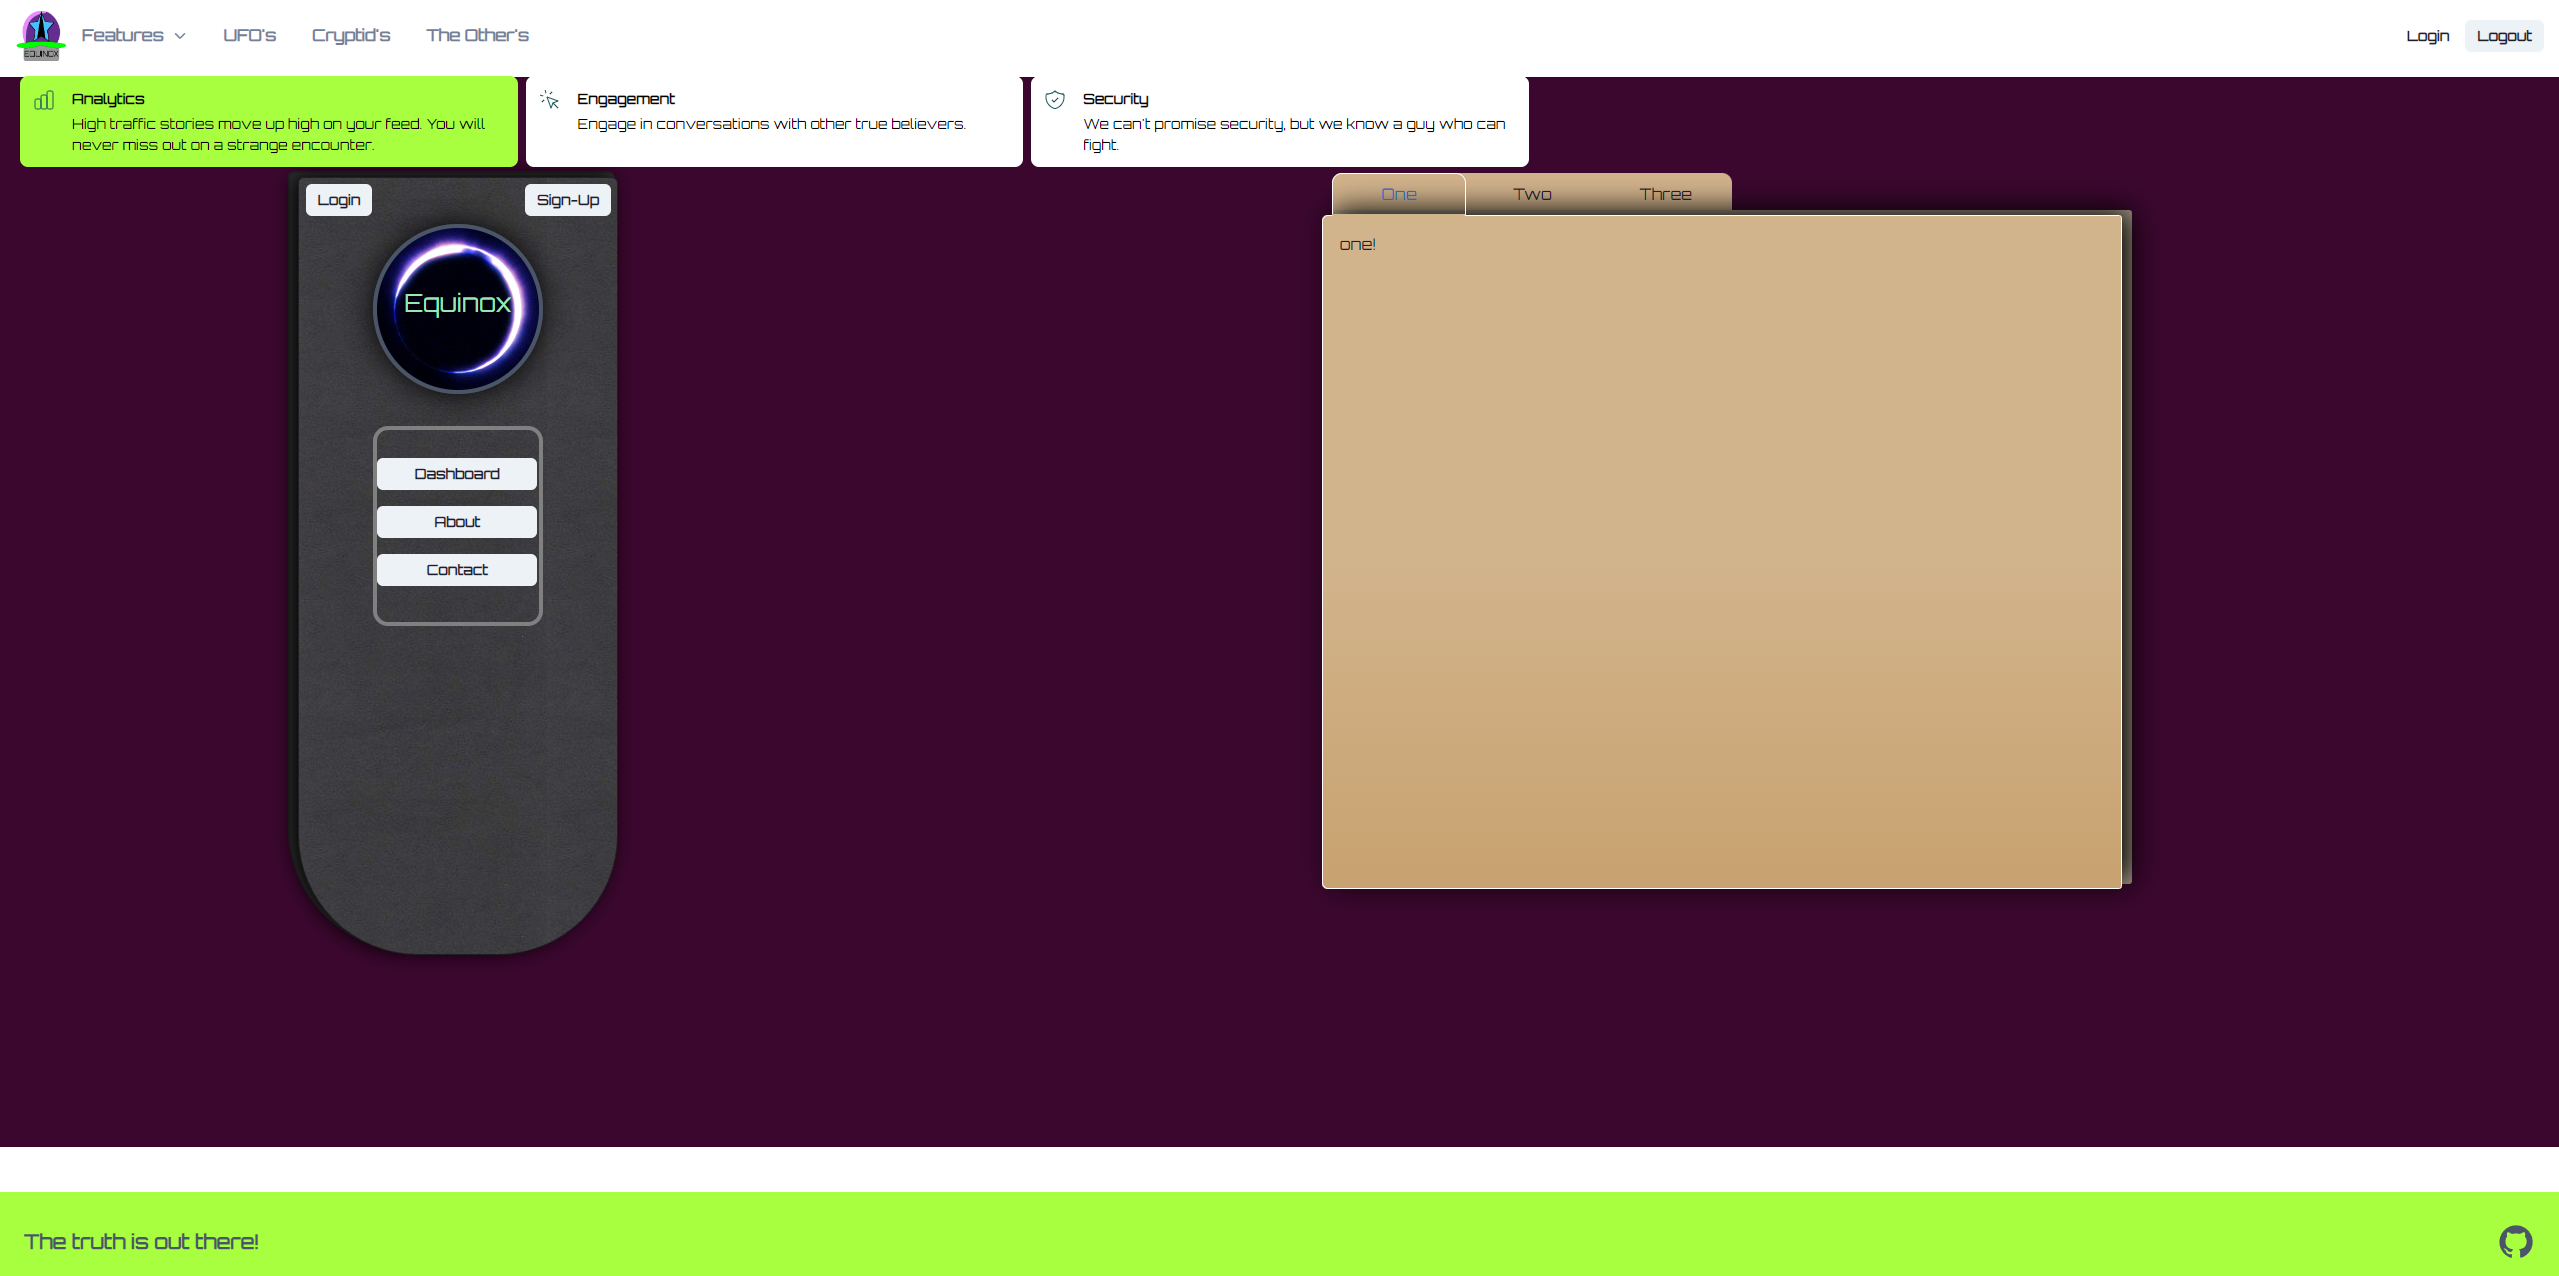 EQUINOX
Features
UFO's
Cryptid's
The Other's
Login
Logout
Analytics
High traffic stories move up high on your feed. You will
never miss out on a strange encounter.
Engagement
Engage in conversations with other true believers.
Security
We can't promise security, but we know a guy who can
fight.
Login
Sign-Up
Equinox
Dashboard
About
Contact
One
Two
Three
one!
The truth is out there!